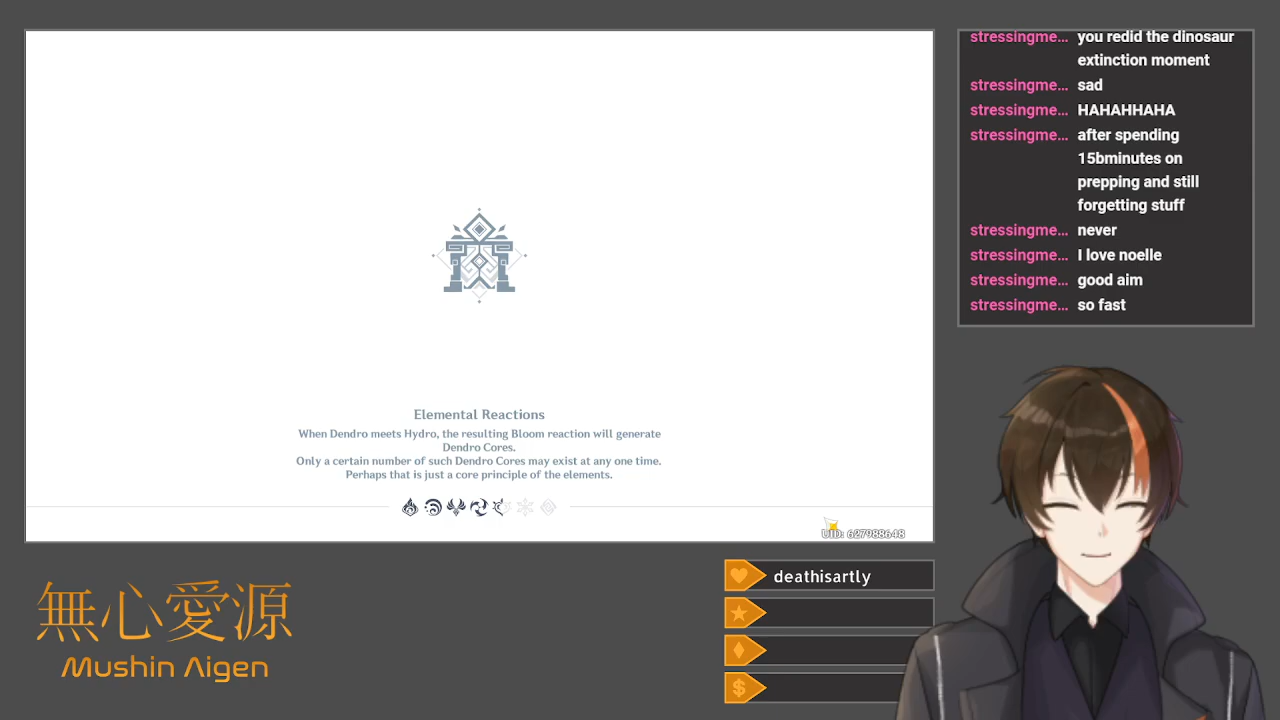 stressingme... you redid the dinosaur
extinction moment
stressingme... sad
stressingme... HAHAHHAHA
stressingme... after spending
15bminutes on
prepping and still
forgetting stuff
stressingme... never
stressingme... I love noelle
stressingme... good aim
stressingme... so fast
Elemental Reactions
When Dendro meets Hydro, the resulting Bloom reaction will generate
Dendro Cores.
Only a certain number of such Dendro Cores may exist at any one time.
Perhaps that is just a core principle of the elements.
UID: 627988648
deathisartly
無心愛源
Mushin Aigen